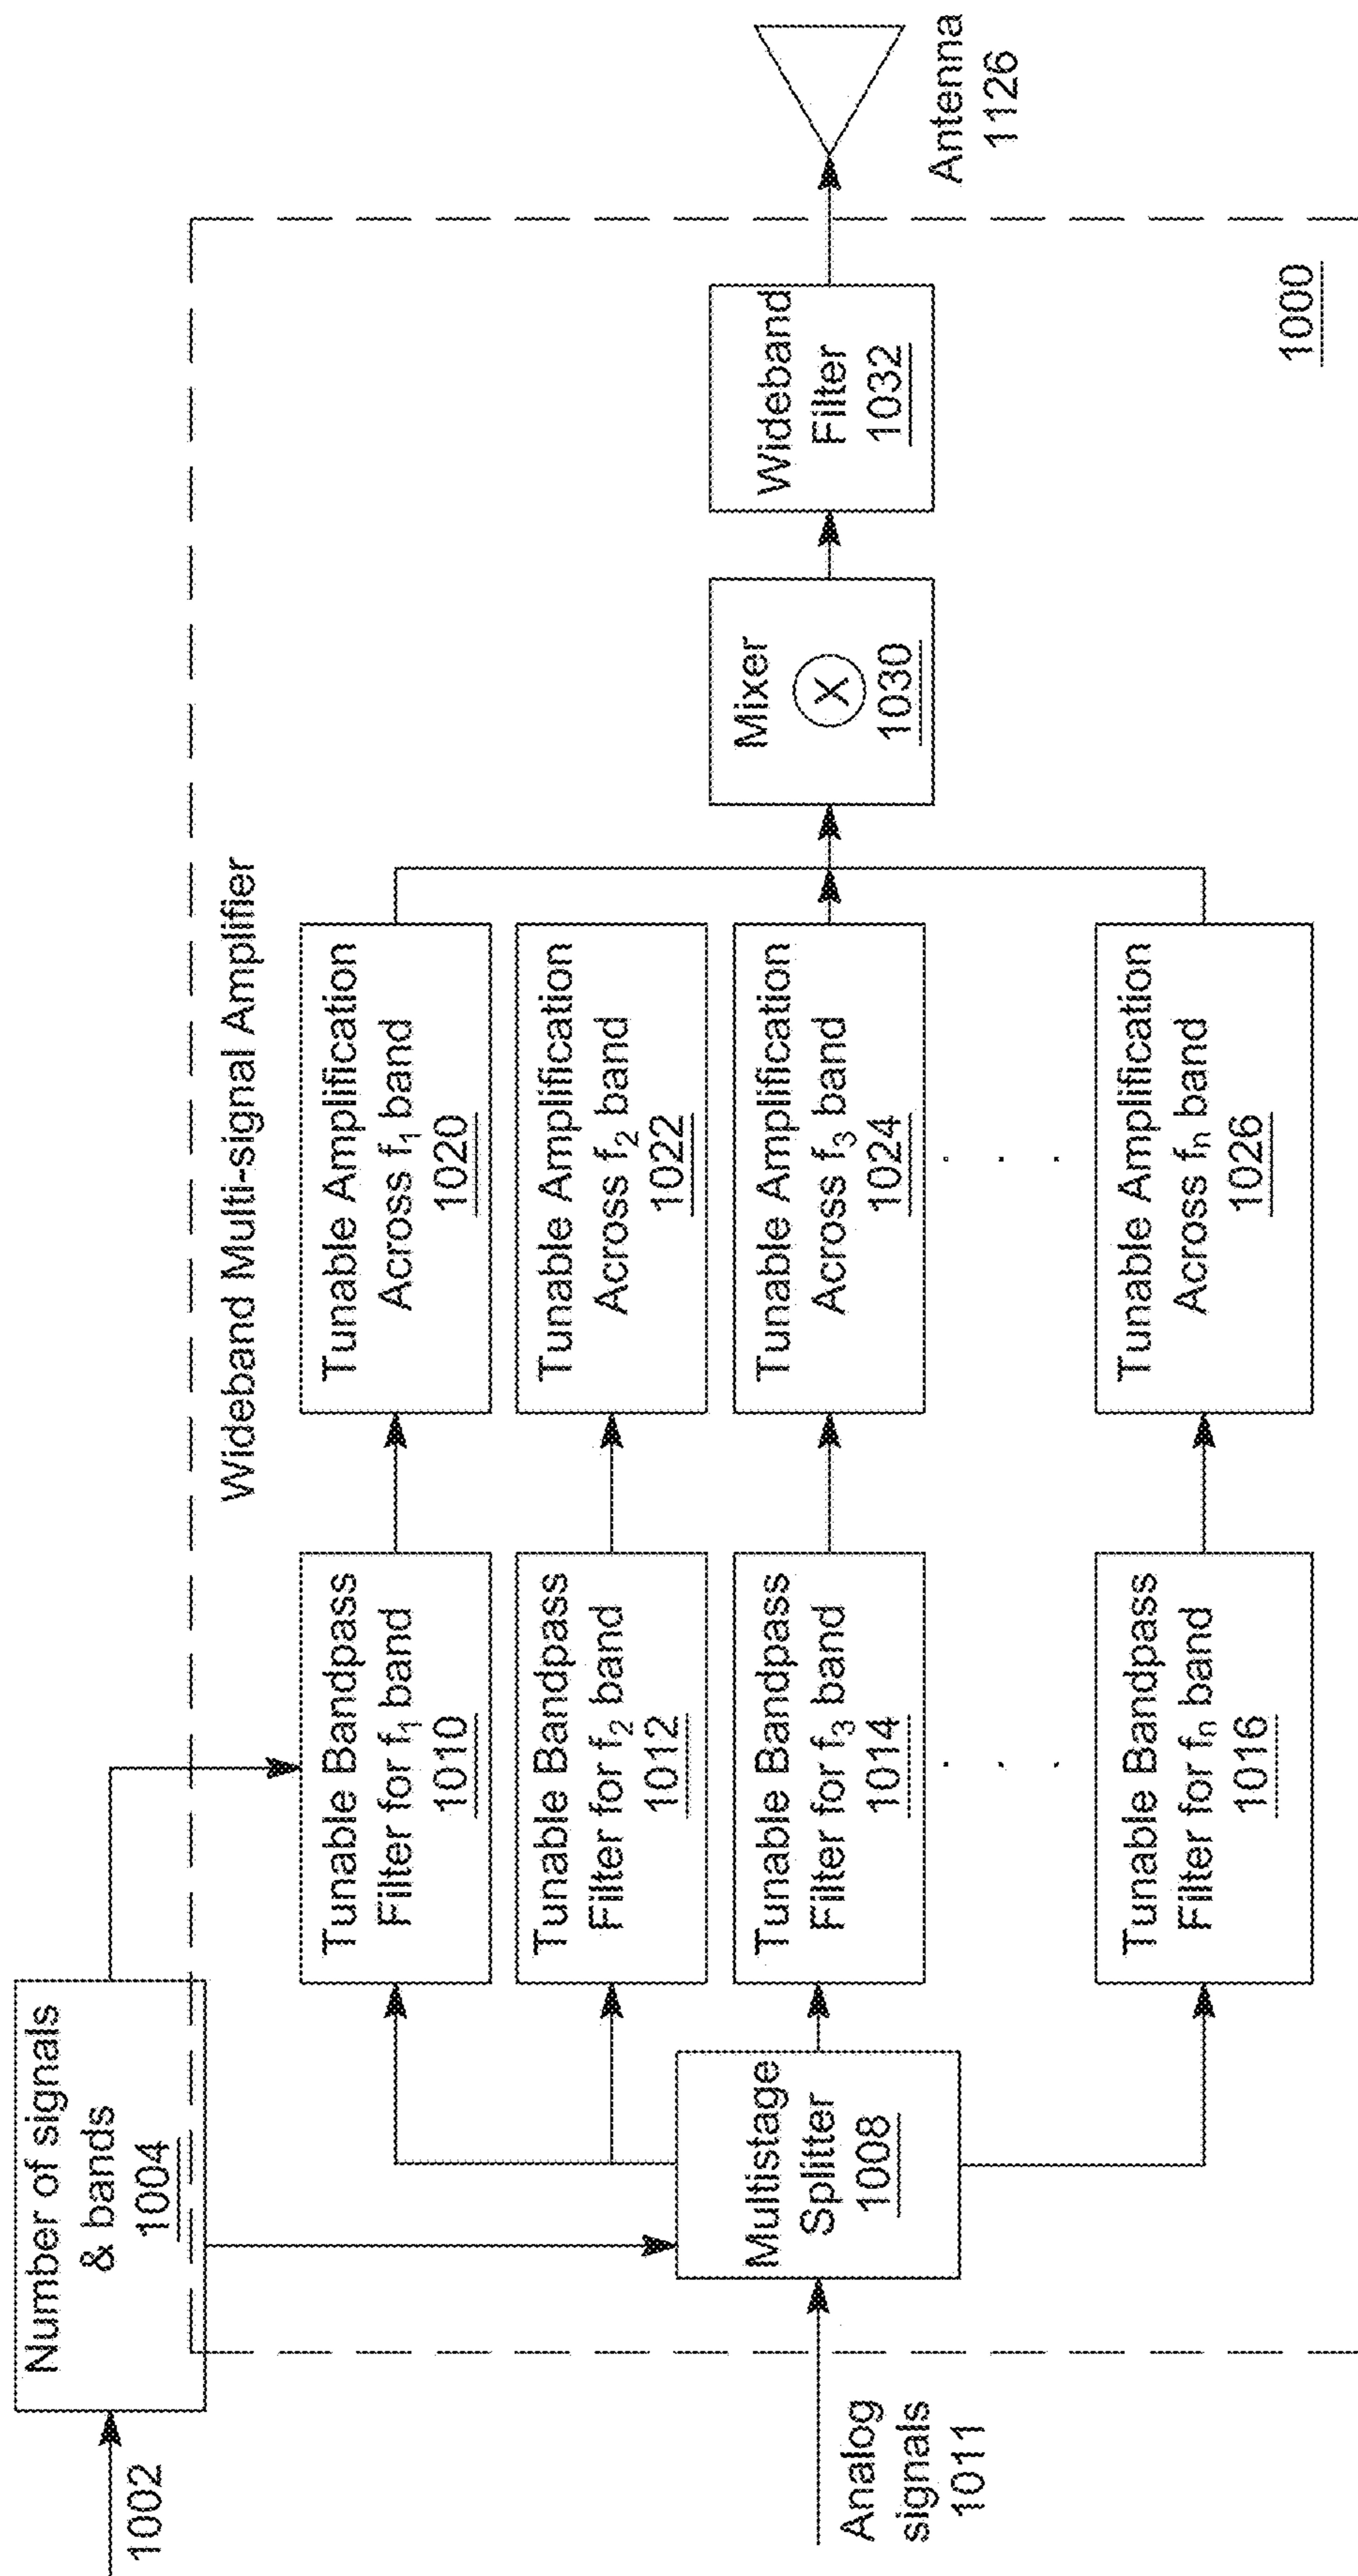 1002
Number of signals
& bands
1004
Wideband Multi-signal Amplifier
Analog
signals
1011
Multistage
Splitter
1008
Tunable Bandpass
Filter for f₁ band
1010
Tunable Bandpass
Filter for f₂ band
1012
Tunable Bandpass
Filter for f₃ band
1014
. . .
Tunable Bandpass
Filter for fₙ band
1016
Tunable Amplification
Across f₁ band
1020
Tunable Amplification
Across f₂ band
1022
Tunable Amplification
Across f₃ band
1024
. . .
Tunable Amplification
Across fₙ band
1026
Mixer
X
1030
Wideband
Filter
1032
Antenna
1126
1000